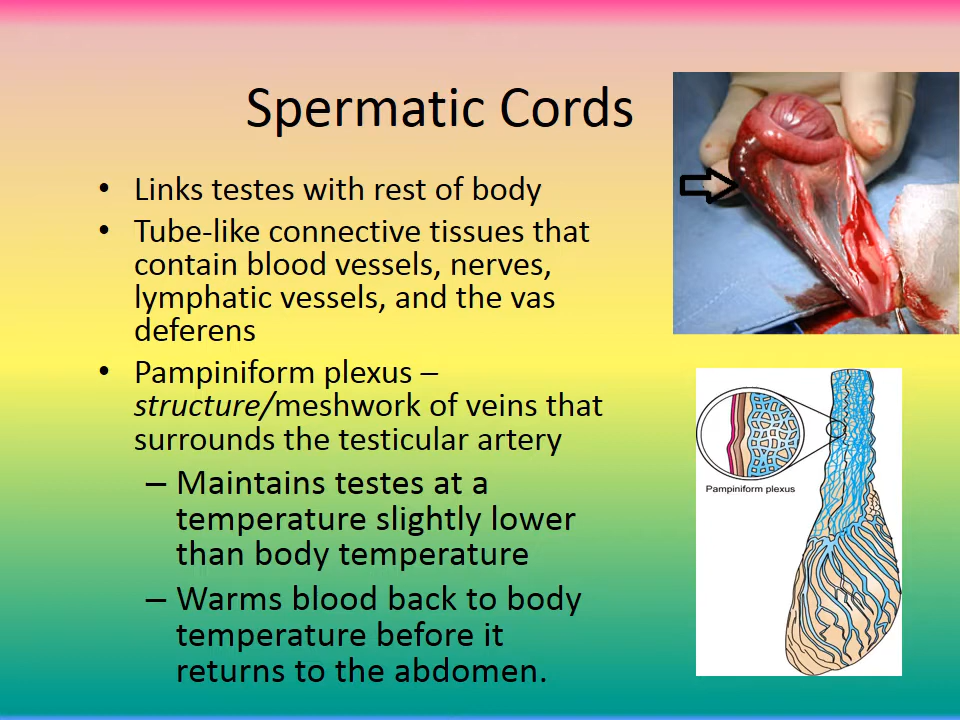 Spermatic Cords
• Links testes with rest of body
• Tube-like connective tissues that
contain blood vessels, nerves,
lymphatic vessels, and the vas
deferens
• Pampiniform plexus –
structure/meshwork of veins that
surrounds the testicular artery
– Maintains testes at a
temperature slightly lower
than body temperature
– Warms blood back to body
temperature before it
returns to the abdomen.
Pampiniform plexus